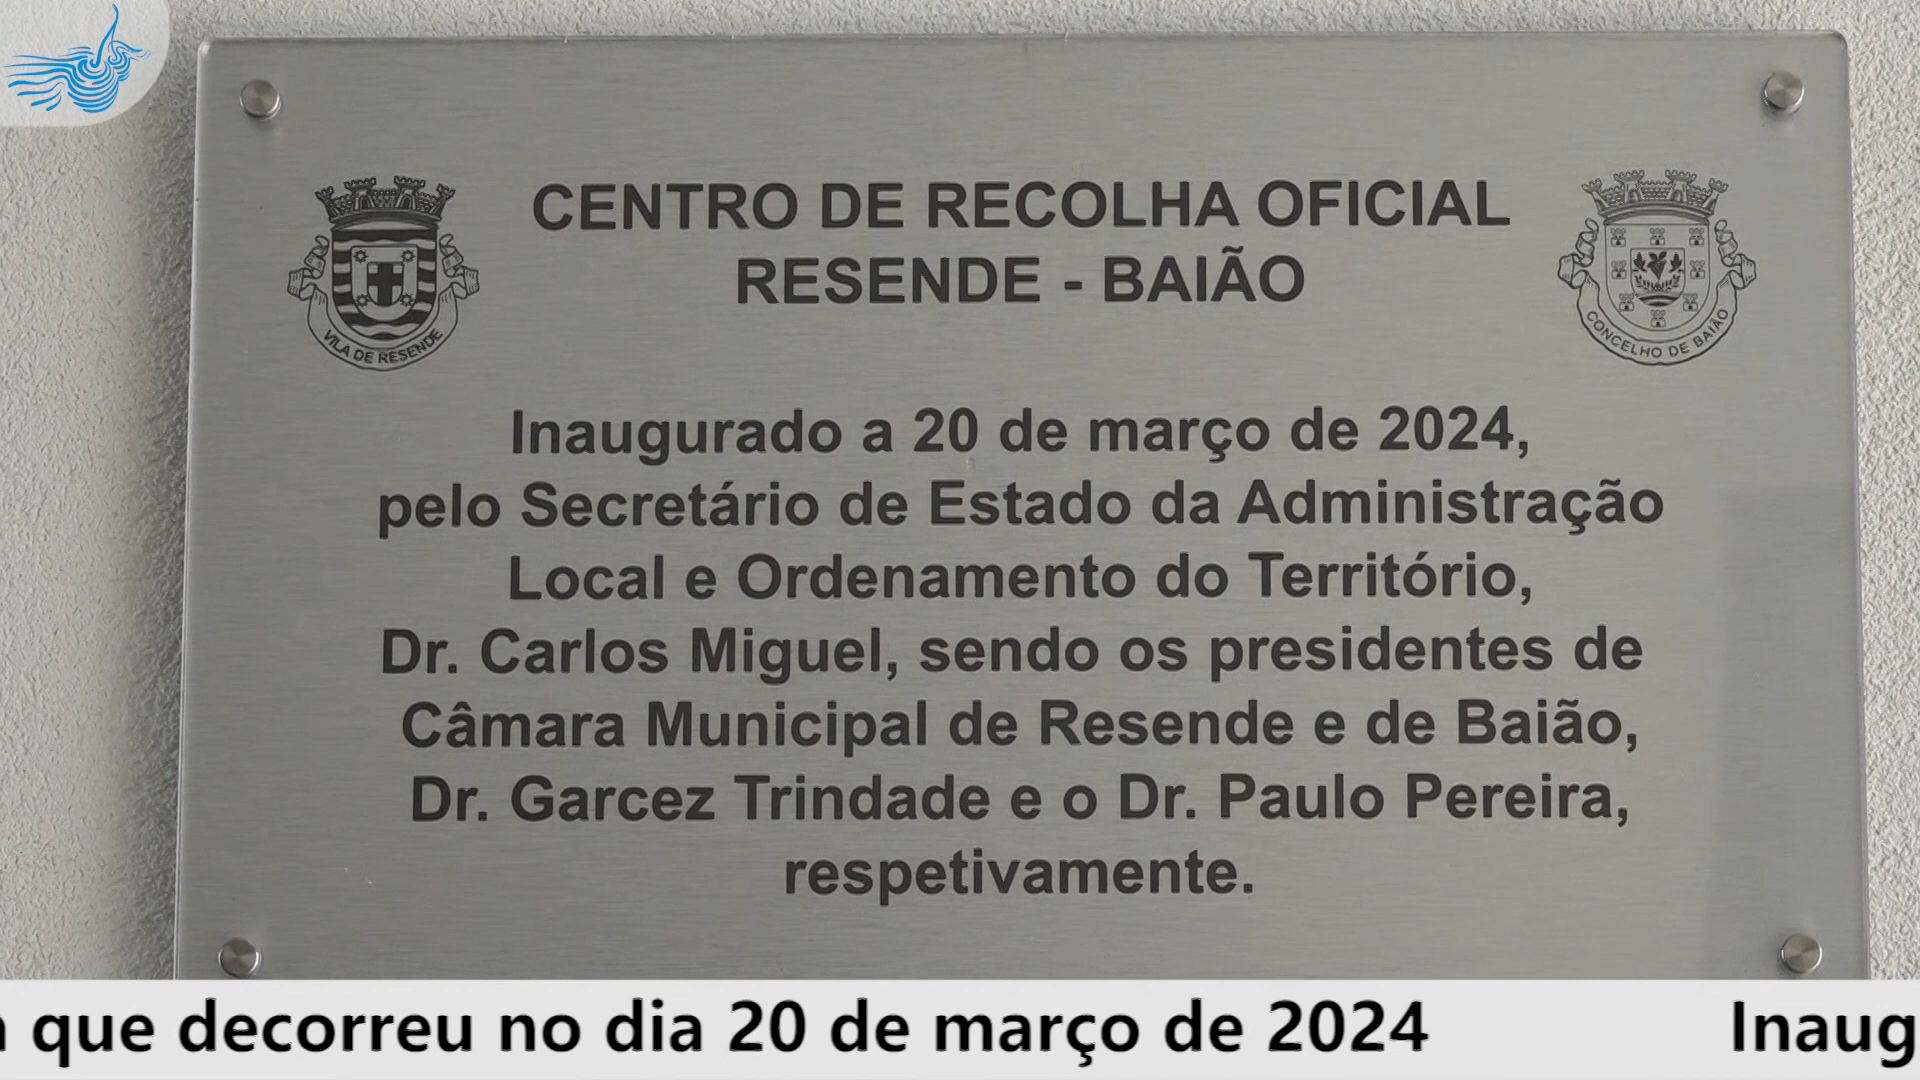 CENTRO DE RECOLHA OFICIAL
RESENDE - BAIÃO
VILA DE RESENDE
CONCELHO DE BAIÃO
Inaugurado a 20 de março de 2024,
pelo Secretário de Estado da Administração
Local e Ordenamento do Território,
Dr. Carlos Miguel, sendo os presidentes de
Câmara Municipal de Resende e de Baião,
Dr. Garcez Trindade e o Dr. Paulo Pereira,
respetivamente.
que decorreu no dia 20 de março de 2024 Inaug